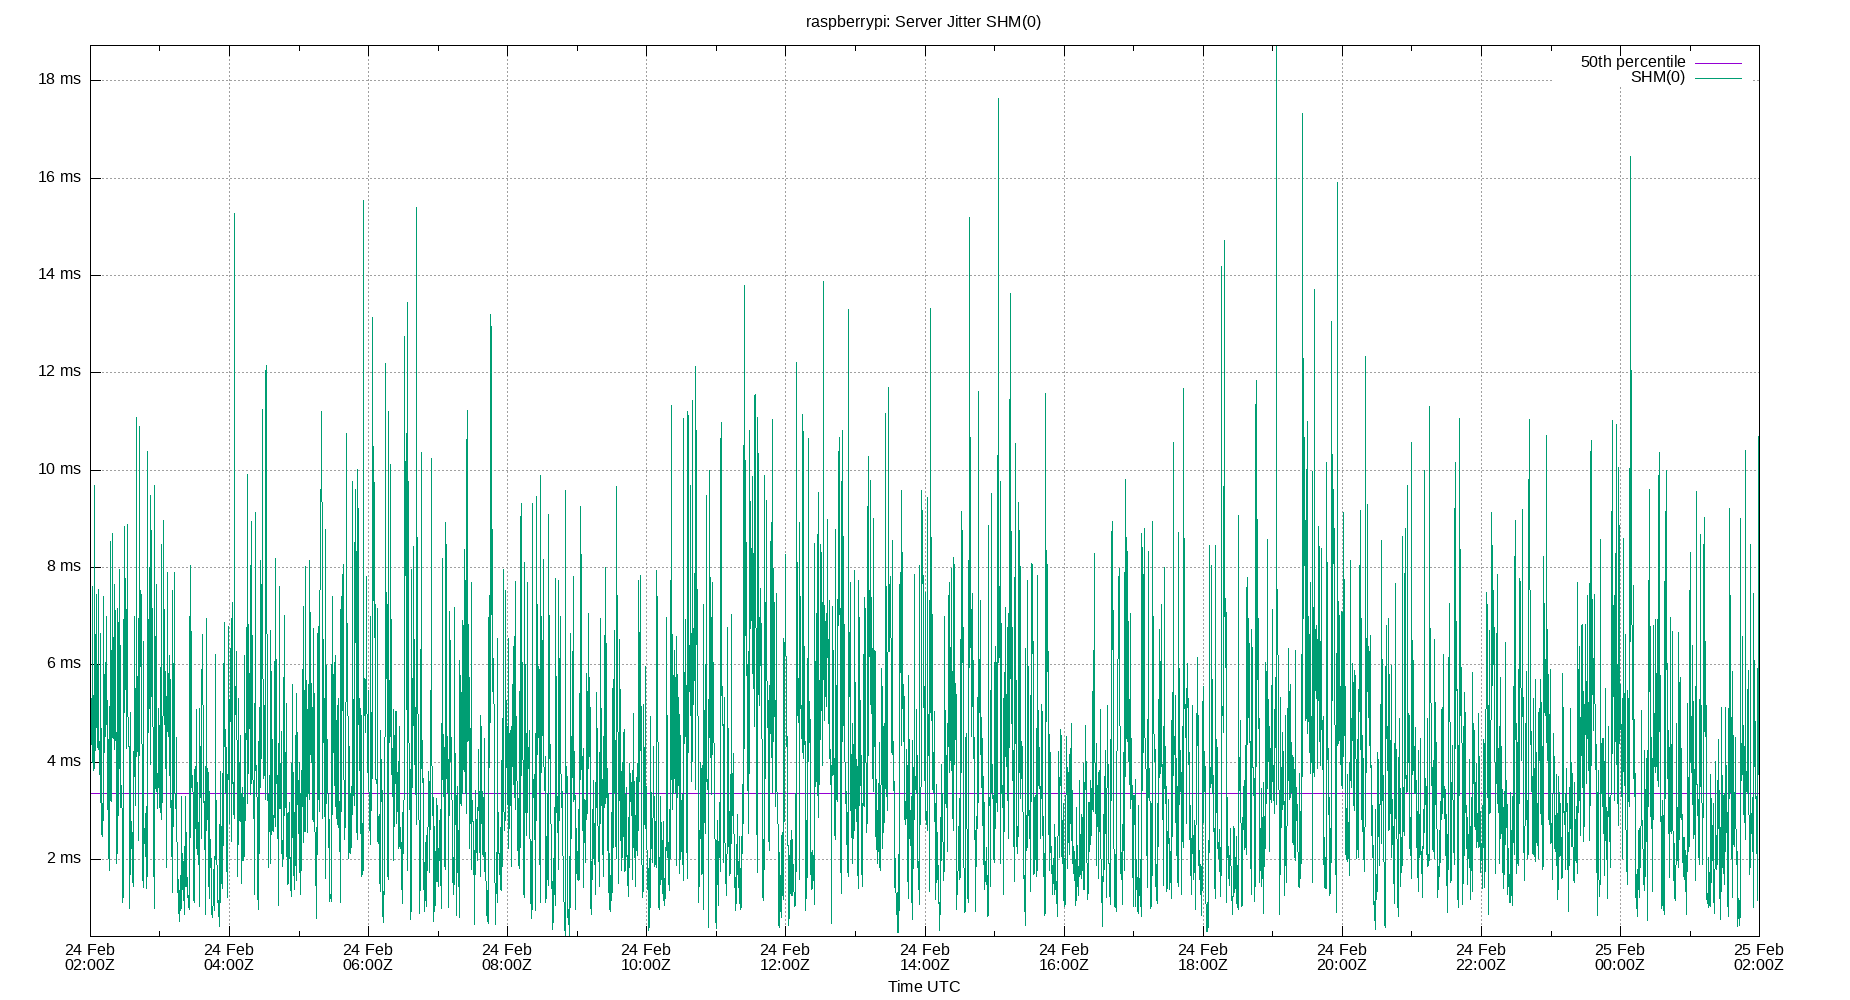 raspberrypi: Server Jitter SHM(0)
50th percentile
SHM(0)
18 ms
16 ms
14 ms
12 ms
10 ms
8 ms
6 ms
4 ms
2 ms
24 Feb 24 Feb 24 Feb 24 Feb 24 Feb 24 Feb 24 Feb 24 Feb 24 Feb 24 Feb 24 Feb 25 Feb 25 Feb
02:00Z 04:00Z 06:00Z 08:00Z 10:00Z 12:00Z 14:00Z 16:00Z 18:00Z 20:00Z 22:00Z 00:00Z 02:00Z
Time UTC